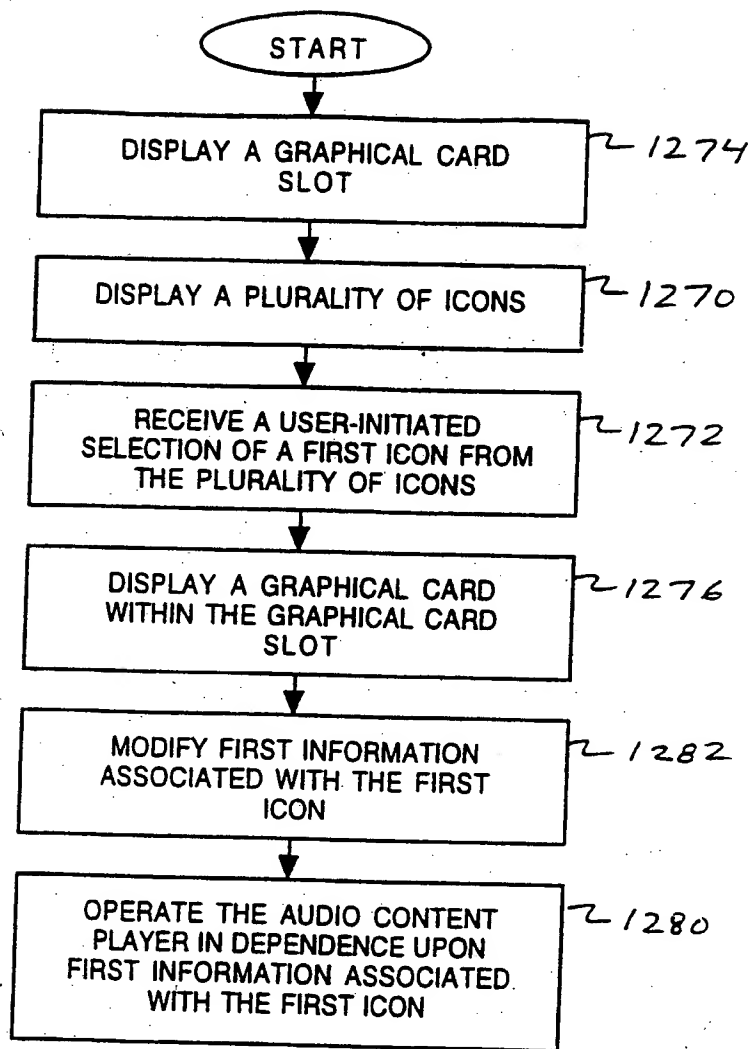 START
DISPLAY A GRAPHICAL CARD
SLOT
1274
DISPLAY A PLURALITY OF ICONS
1270
RECEIVE A USER-INITIATED
SELECTION OF A FIRST ICON FROM
THE PLURALITY OF ICONS
1272
DISPLAY A GRAPHICAL CARD
WITHIN THE GRAPHICAL CARD
SLOT
1276
MODIFY FIRST INFORMATION
ASSOCIATED WITH THE FIRST
ICON
1282
OPERATE THE AUDIO CONTENT
PLAYER IN DEPENDENCE UPON
FIRST INFORMATION ASSOCIATED
WITH THE FIRST ICON
1280